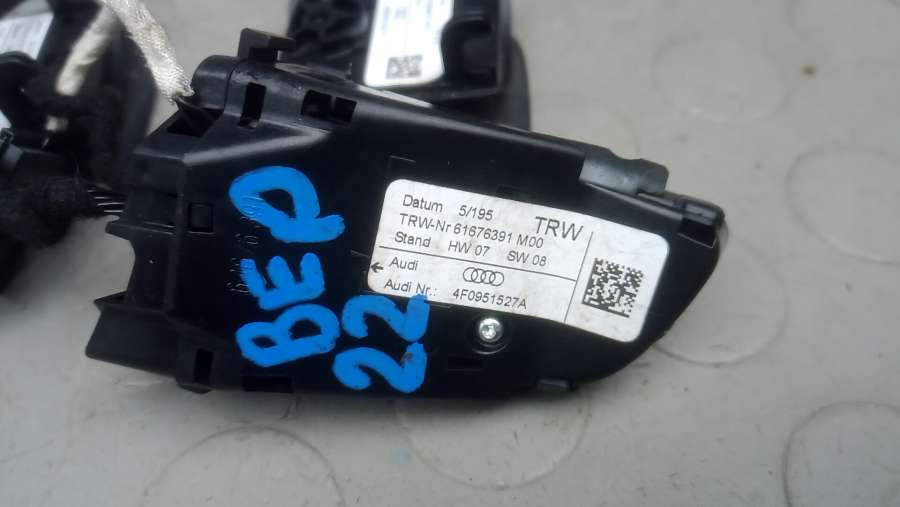 BEP
22
Datum 5/195 TRW
TRW-Nr 61676391 M00
Stand HW 07 SW 08
Audi
Audi Nr.: 4F0951527A